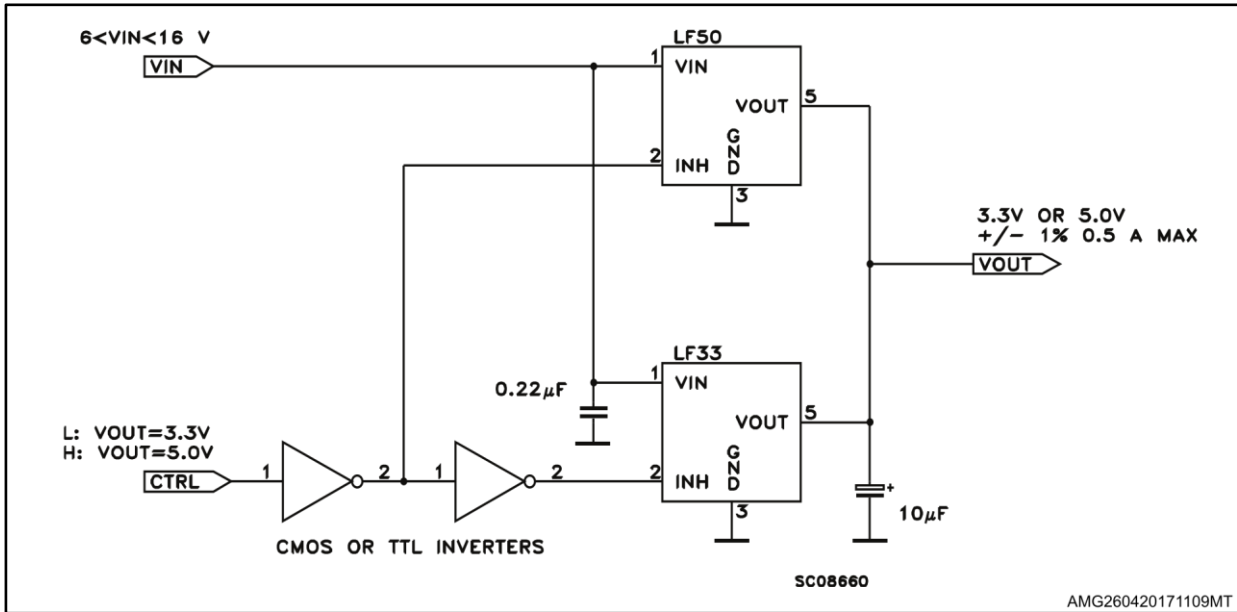 6<VIN<16 V
VIN
LF50
1
VIN
VOUT
5
GND
2
INH
3
3.3V OR 5.0V
+/- 1% 0.5 A MAX
VOUT
LF33
1
VIN
0.22μF
VOUT
5
GND
L: VOUT=3.3V
H: VOUT=5.0V
CTRL
1
2
1
2
2
INH
3
+
10μF
CMOS OR TTL INVERTERS
SC08660
AMG260420171109MT